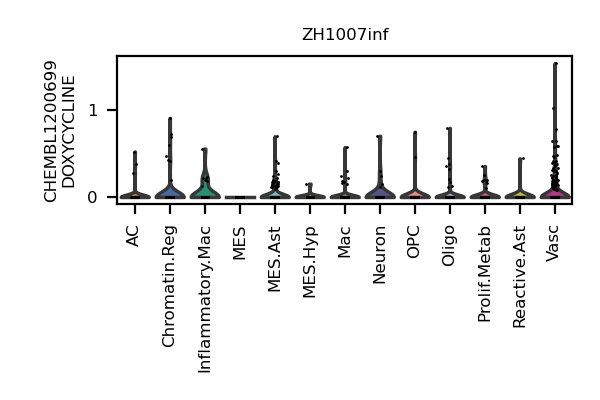 ZH1007inf
CHEMBL1200699
DOXYCYCLINE
1
0
AC
Chromatin.Reg
Inflammatory.Mac
MES
MES.Ast
MES.Hyp
Mac
Neuron
OPC
Oligo
Prolif.Metab
Reactive.Ast
Vasc